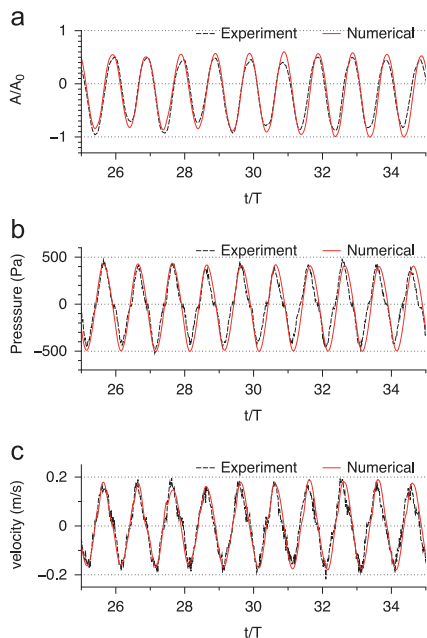 a
1
Experiment Numerical
A/A0
0
−1
26 28 30 32 34
t/T
b
500
Experiment Numerical
Presssure (Pa)
0
−500
26 28 30 32 34
t/T
c
0.2
Experiment Numerical
velocity (m/s)
0
−0.2
26 28 30 32 34
t/T